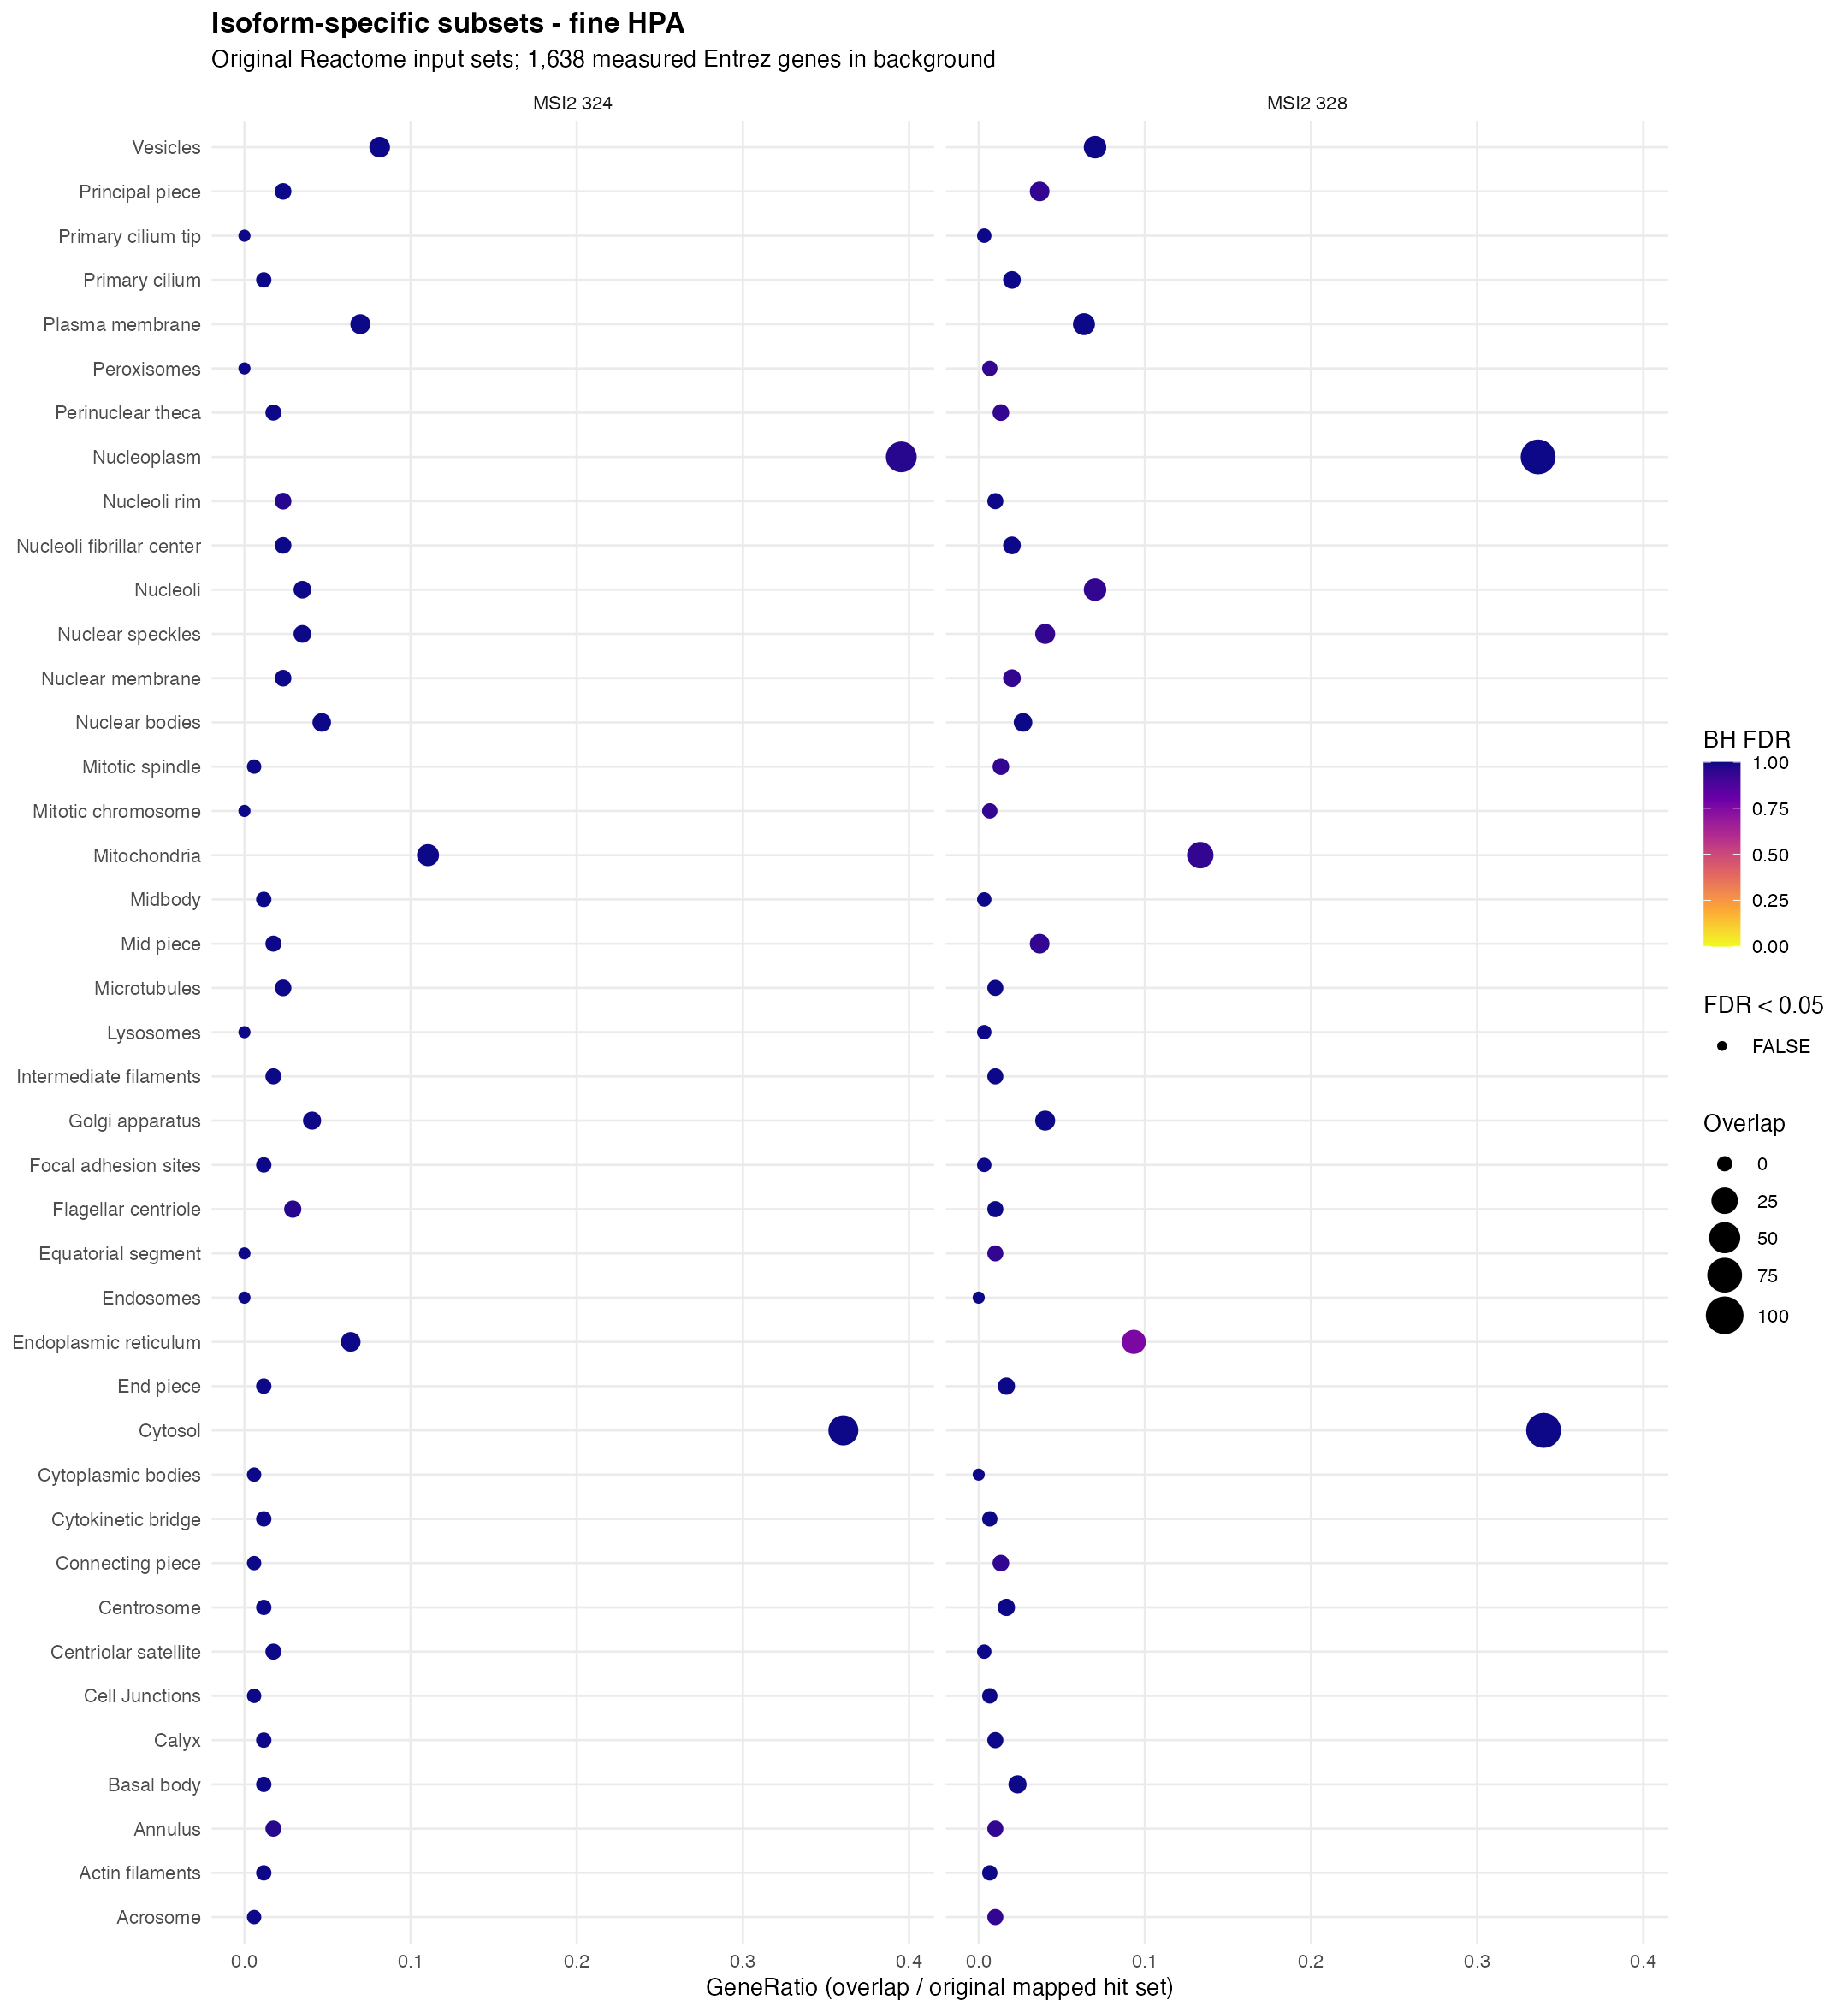 Isoform-specific subsets - fine HPA
Original Reactome input sets; 1,638 measured Entrez genes in background
MSI2 324
MSI2 328
Vesicles
Principal piece
Primary cilium tip
Primary cilium
Plasma membrane
Peroxisomes
Perinuclear theca
Nucleoplasm
Nucleoli rim
Nucleoli fibrillar center
Nucleoli
Nuclear speckles
Nuclear membrane
Nuclear bodies
Mitotic spindle
Mitotic chromosome
Mitochondria
Midbody
Mid piece
Microtubules
Lysosomes
Intermediate filaments
Golgi apparatus
Focal adhesion sites
Flagellar centriole
Equatorial segment
Endosomes
Endoplasmic reticulum
End piece
Cytosol
Cytoplasmic bodies
Cytokinetic bridge
Connecting piece
Centrosome
Centriolar satellite
Cell Junctions
Calyx
Basal body
Annulus
Actin filaments
Acrosome
0.0 0.1 0.2 0.3 0.4
0.0 0.1 0.2 0.3 0.4
GeneRatio (overlap / original mapped hit set)
BH FDR
1.00
0.75
0.50
0.25
0.00
FDR < 0.05
FALSE
Overlap
0
25
50
75
100